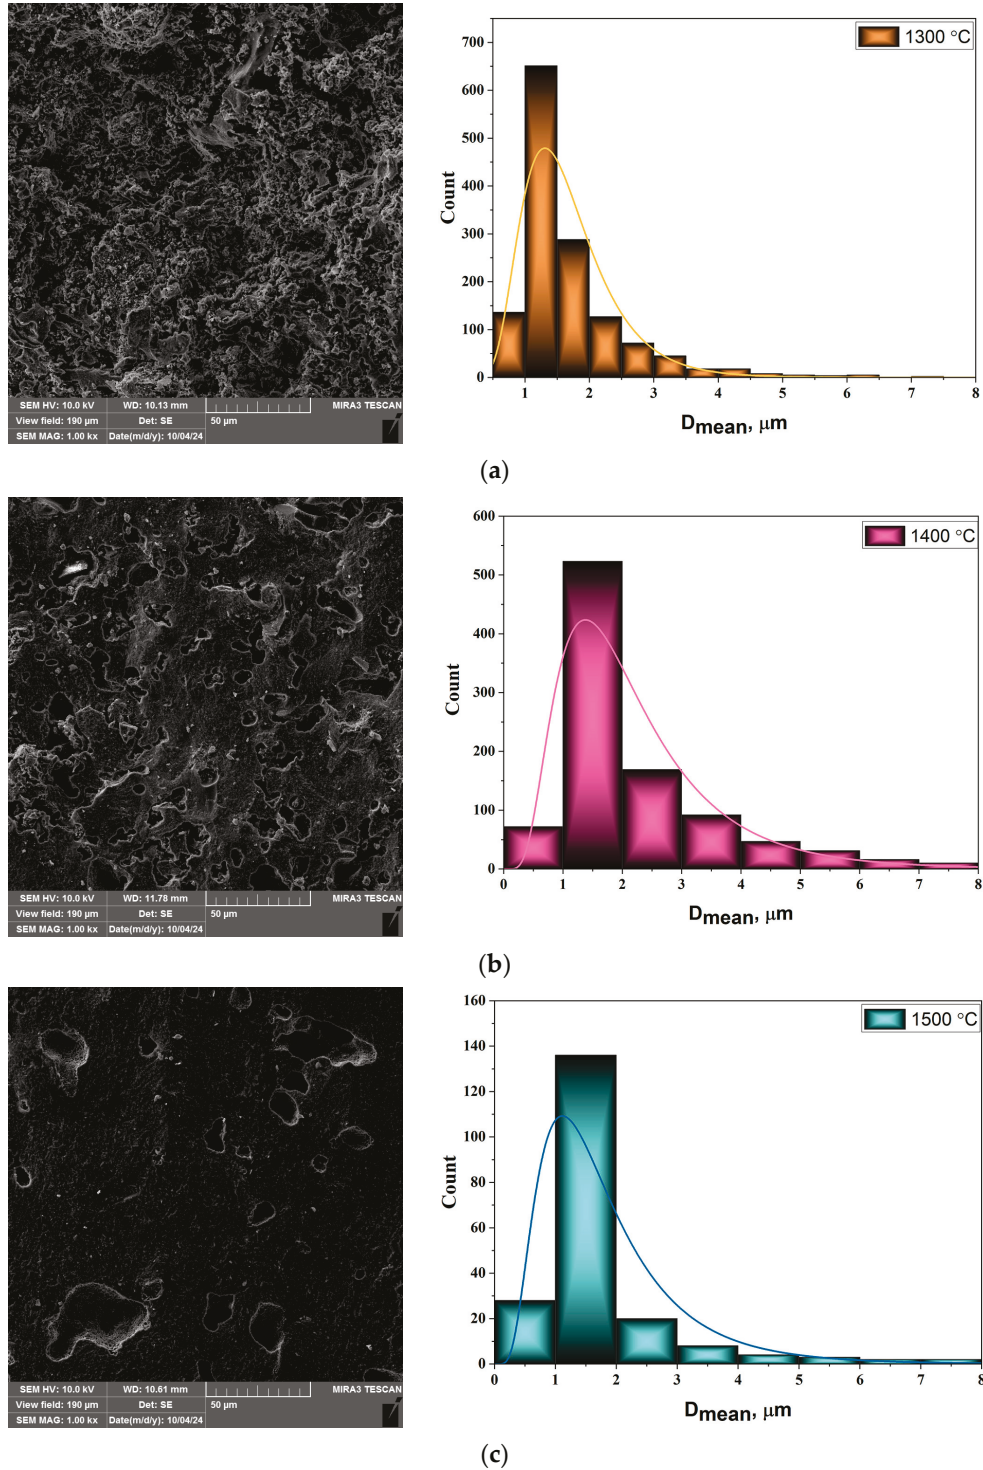 SEM HV: 10.0 kV WD: 10.13 mm MIRA3 TESCAN
View field: 190 µm Det: SE 50 µm
SEM MAG: 1.00 kx Date(m/d/y): 10/04/24
1300 °C
Count
700
600
500
400
300
200
100
0
1 2 3 4 5 6 7 8
Dmean, µm
(a)
SEM HV: 10.0 kV WD: 11.78 mm MIRA3 TESCAN
View field: 190 µm Det: SE 50 µm
SEM MAG: 1.00 kx Date(m/d/y): 10/04/24
1400 °C
Count
600
500
400
300
200
100
0
0 1 2 3 4 5 6 7 8
Dmean, µm
(b)
SEM HV: 10.0 kV WD: 10.61 mm MIRA3 TESCAN
View field: 190 µm Det: SE 50 µm
SEM MAG: 1.00 kx Date(m/d/y): 10/04/24
1500 °C
Count
160
140
120
100
80
60
40
20
0
0 1 2 3 4 5 6 7 8
Dmean, µm
(c)